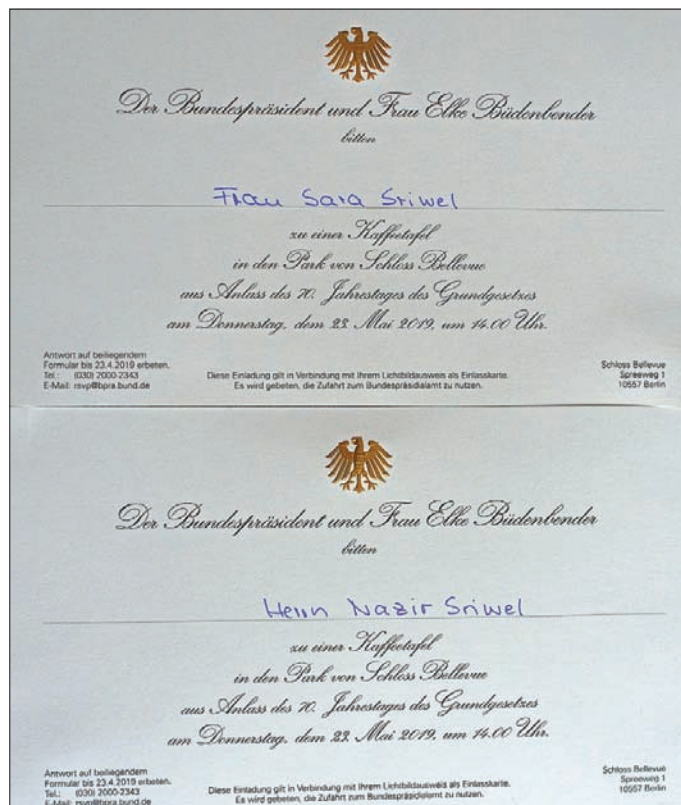 Der Bundespräsident und Frau Elke Büdenbender
bitten
Frau Sara Sriwel
zu einer Kaffeetafel
in den Park von Schloss Bellevue
aus Anlass des 70. Jahrestages des Grundgesetzes
am Donnerstag, dem 23. Mai 2019, um 14.00 Uhr.
Antwort auf beiliegendem
Formular bis 23.4.2019 erbeten.
Tel.: (030) 2000-2343
E-Mail: rsvp@bpra.bund.de
Diese Einladung gilt in Verbindung mit Ihrem Lichtbildausweis als Einlasskarte.
Es wird gebeten, die Zufahrt zum Bundespräsidialamt zu nutzen.
Schloss Bellevue
Spreeweg 1
10557 Berlin
Der Bundespräsident und Frau Elke Büdenbender
bitten
Herrn Nazir Sriwel
zu einer Kaffeetafel
in den Park von Schloss Bellevue
aus Anlass des 70. Jahrestages des Grundgesetzes
am Donnerstag, dem 23. Mai 2019, um 14.00 Uhr.
Antwort auf beiliegendem
Formular bis 23.4.2019 erbeten.
Tel.: (030) 2000-2343
E-Mail: rsvp@bpra.bund.de
Diese Einladung gilt in Verbindung mit Ihrem Lichtbildausweis als Einlasskarte.
Es wird gebeten, die Zufahrt zum Bundespräsidialamt zu nutzen.
Schloss Bellevue
Spreeweg 1
10557 Berlin